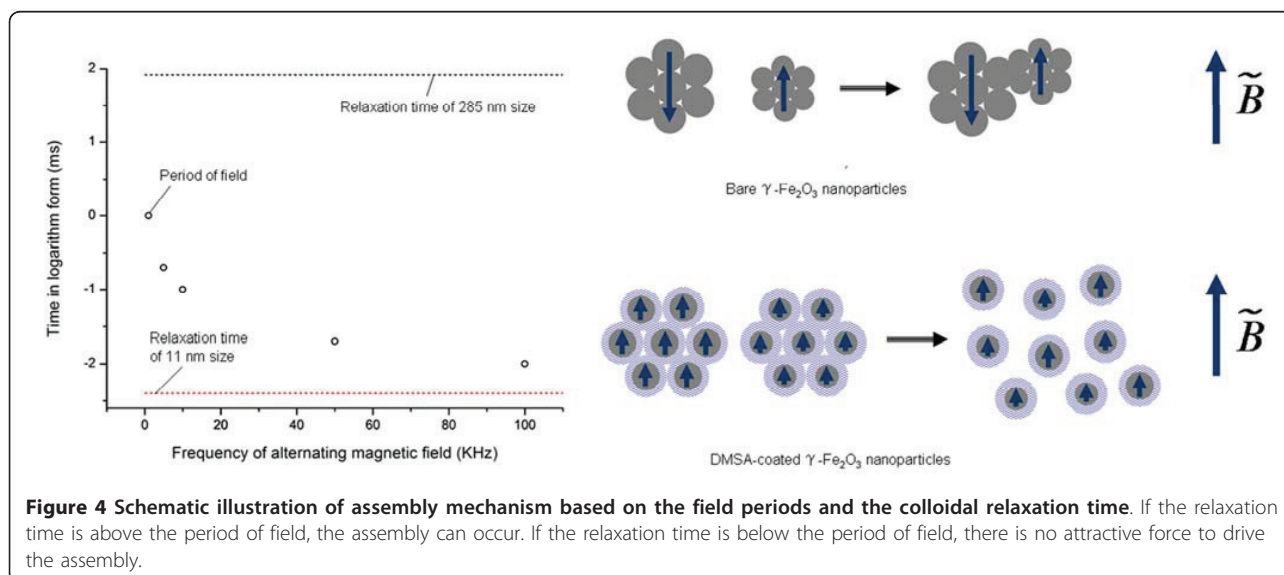 2
1
0
-1
-2
0
20
40
60
80
100
Time in logarithm form (ms)
Frequency of alternating magnetic field (KHz)
Relaxation time of 285 nm size
Period of field
Relaxation time
of 11 nm size
Bare γ-Fe₂O₃ nanoparticles
B̃
DMSA-coated γ-Fe₂O₃ nanoparticles
B̃
Figure 4 Schematic illustration of assembly mechanism based on the field periods and the colloidal relaxation time. If the relaxation
time is above the period of field, the assembly can occur. If the relaxation time is below the period of field, there is no attractive force to drive
the assembly.